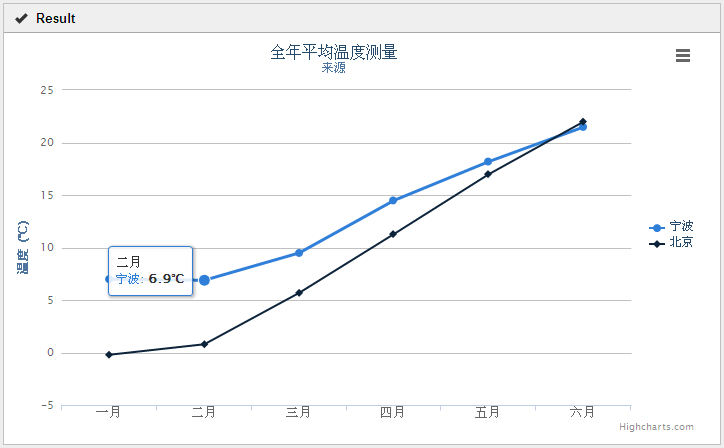 Result
全年平均温度测量
来源
25
20
15
10
5
0
-5
温度 (℃)
二月
宁波: 6.9℃
宁波
北京
一月 二月 三月 四月 五月 六月
Highcharts.com